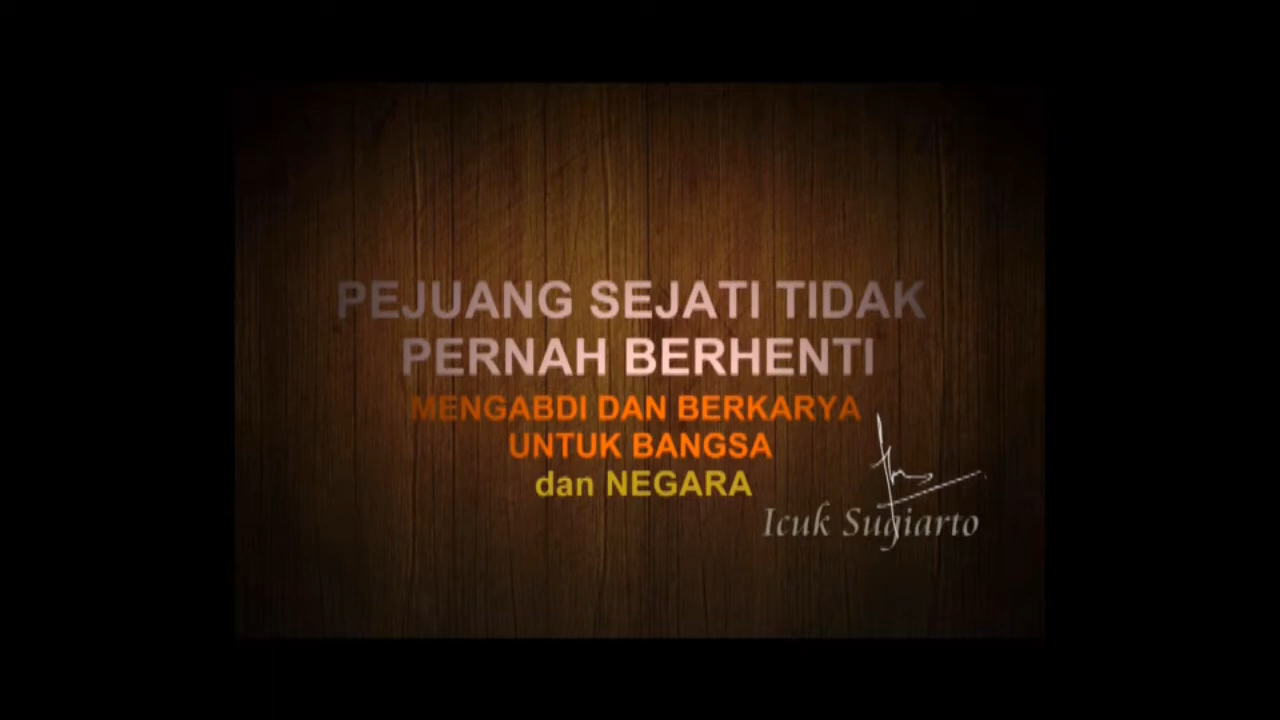 PEJUANG SEJATI TIDAK
PERNAH BERHENTI
MENGABDI DAN BERKARYA
UNTUK BANGSA
dan NEGARA
Icuk Sugiarto